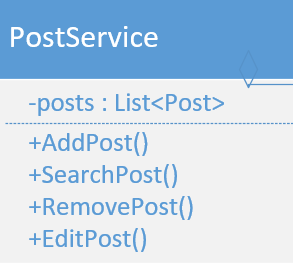 PostService
-posts : List<Post>
+AddPost()
+SearchPost()
+RemovePost()
+EditPost()